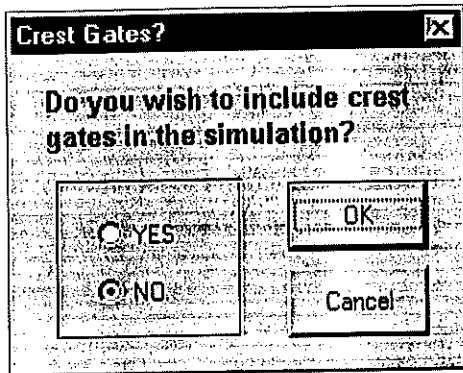 Crest Gates?
Do you wish to include crest
gates in the simulation?
YES
OK
NO
Cancel